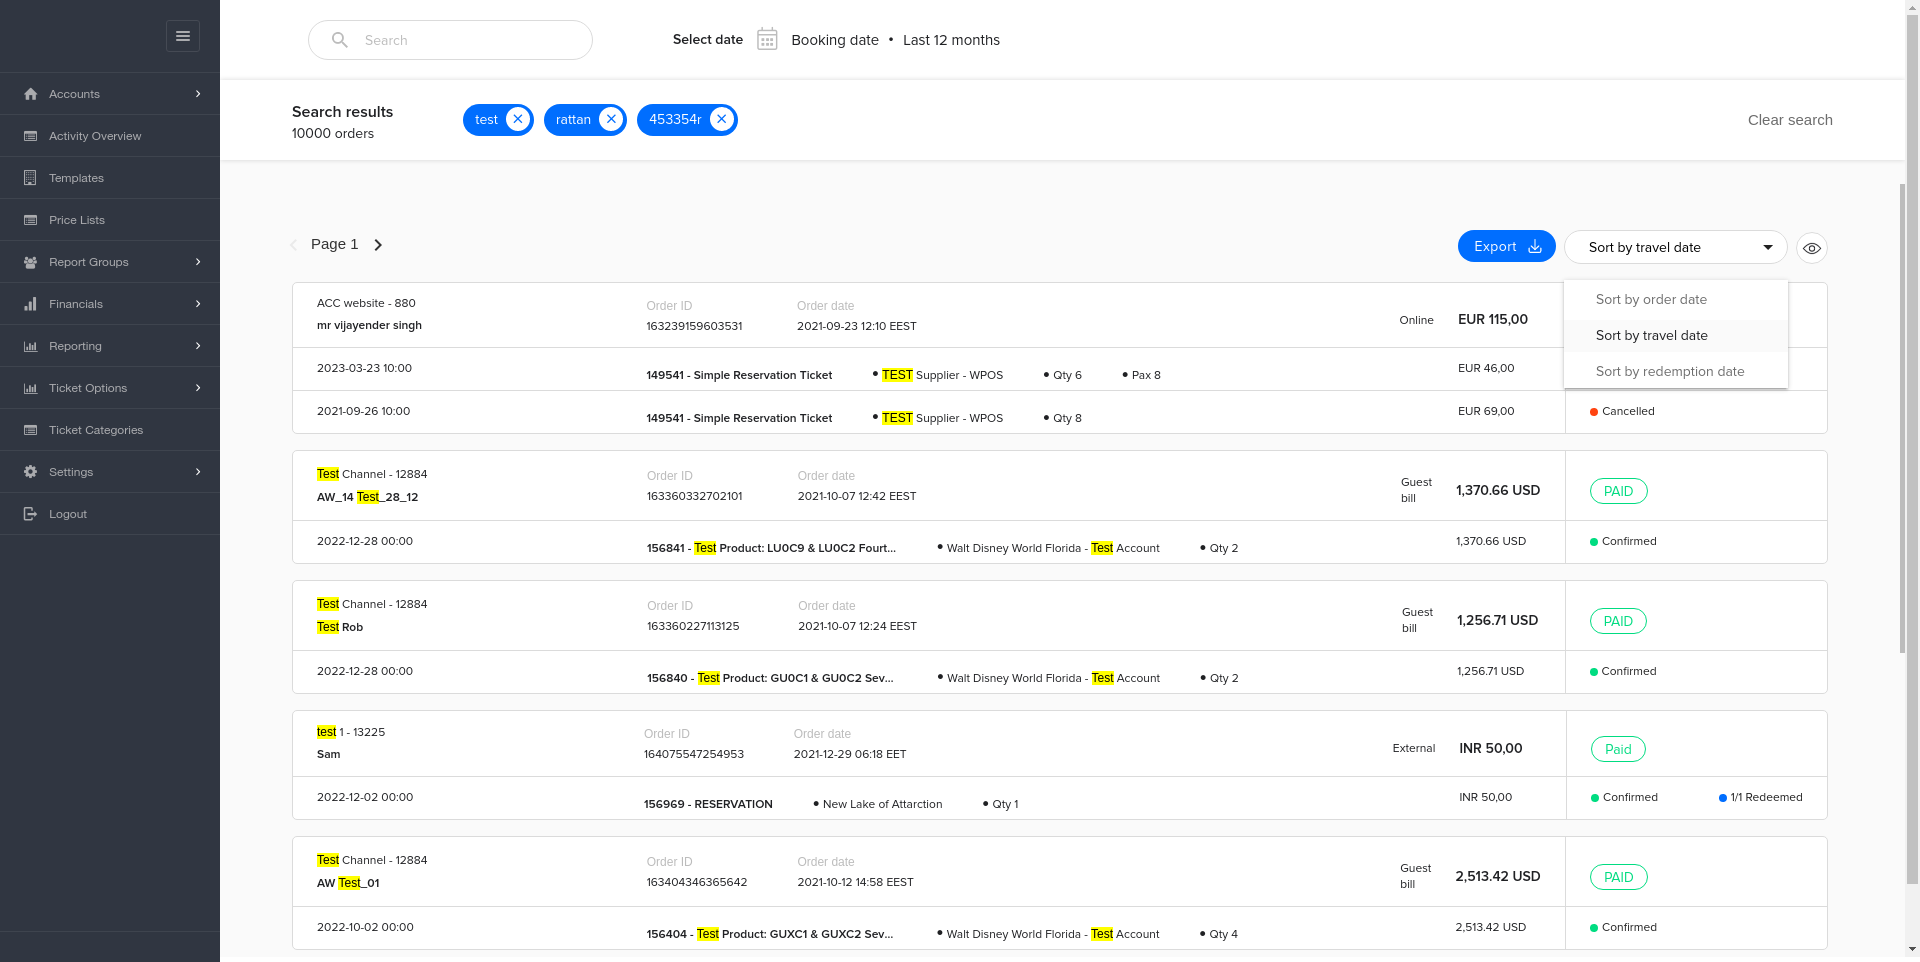 Accounts
Activity Overview
Templates
Price Lists
Report Groups
Financials
Reporting
Ticket Options
Ticket Categories
Settings
Logout
Search
Select date Booking date • Last 12 months
Search results
10000 orders
test rattan 453354r
Clear search
Page 1
Export
Sort by travel date
Sort by order date
Sort by travel date
Sort by redemption date
ACC website - 880 Order ID Order date
mr vijayender singh 163239159603531 2021-09-23 12:10 EEST Online EUR 115,00
2023-03-23 10:00 149541 - Simple Reservation Ticket • TEST Supplier - WPOS • Qty 6 • Pax 8 EUR 46,00
2021-09-26 10:00 149541 - Simple Reservation Ticket • TEST Supplier - WPOS • Qty 8 EUR 69,00 Cancelled
Test Channel - 12884 Order ID Order date
AW_14 Test_28_12 163360332702101 2021-10-07 12:42 EEST Guest bill 1,370.66 USD PAID
2022-12-28 00:00 156841 - Test Product: LU0C9 & LU0C2 Fourt... • Walt Disney World Florida - Test Account • Qty 2 1,370.66 USD Confirmed
Test Channel - 12884 Order ID Order date
Test Rob 163360227113125 2021-10-07 12:24 EEST Guest bill 1,256.71 USD PAID
2022-12-28 00:00 156840 - Test Product: GU0C1 & GU0C2 Sev... • Walt Disney World Florida - Test Account • Qty 2 1,256.71 USD Confirmed
test 1 - 13225 Order ID Order date
Sam 164075547254953 2021-12-29 06:18 EET External INR 50,00 Paid
2022-12-02 00:00 156969 - RESERVATION • New Lake of Attarction • Qty 1 INR 50,00 Confirmed 1/1 Redeemed
Test Channel - 12884 Order ID Order date
AW Test_01 163404346365642 2021-10-12 14:58 EEST Guest bill 2,513.42 USD PAID
2022-10-02 00:00 156404 - Test Product: GUXC1 & GUXC2 Sev... • Walt Disney World Florida - Test Account • Qty 4 2,513.42 USD Confirmed